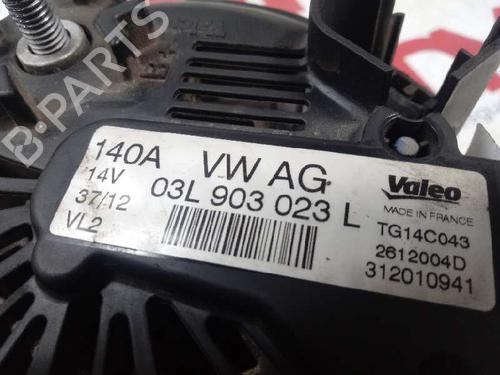 B-PARTS
140A VW AG Valeo
14V 03L 903 023 L MADE IN FRANCE
37/12 TG14C043
VL2 2612004D
312010941